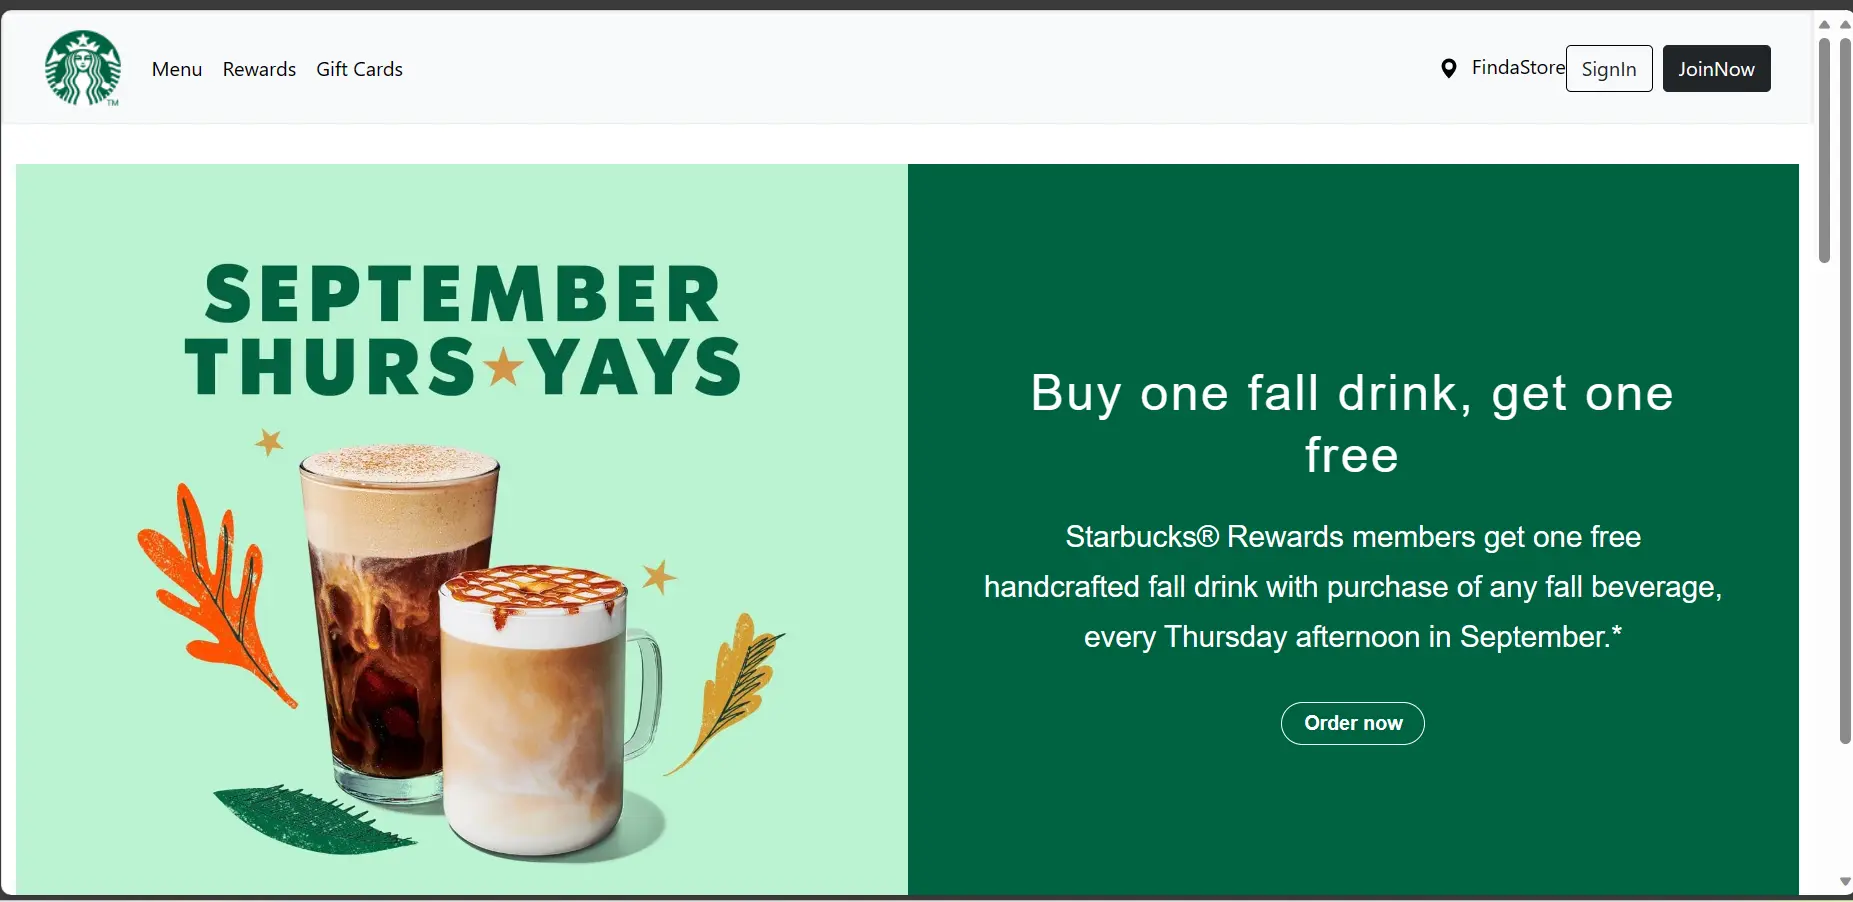 TM
Menu Rewards Gift Cards FindaStore SignIn JoinNow
SEPTEMBER
THURS★YAYS
Buy one fall drink, get one
free
Starbucks® Rewards members get one free
handcrafted fall drink with purchase of any fall beverage,
every Thursday afternoon in September.*
Order now